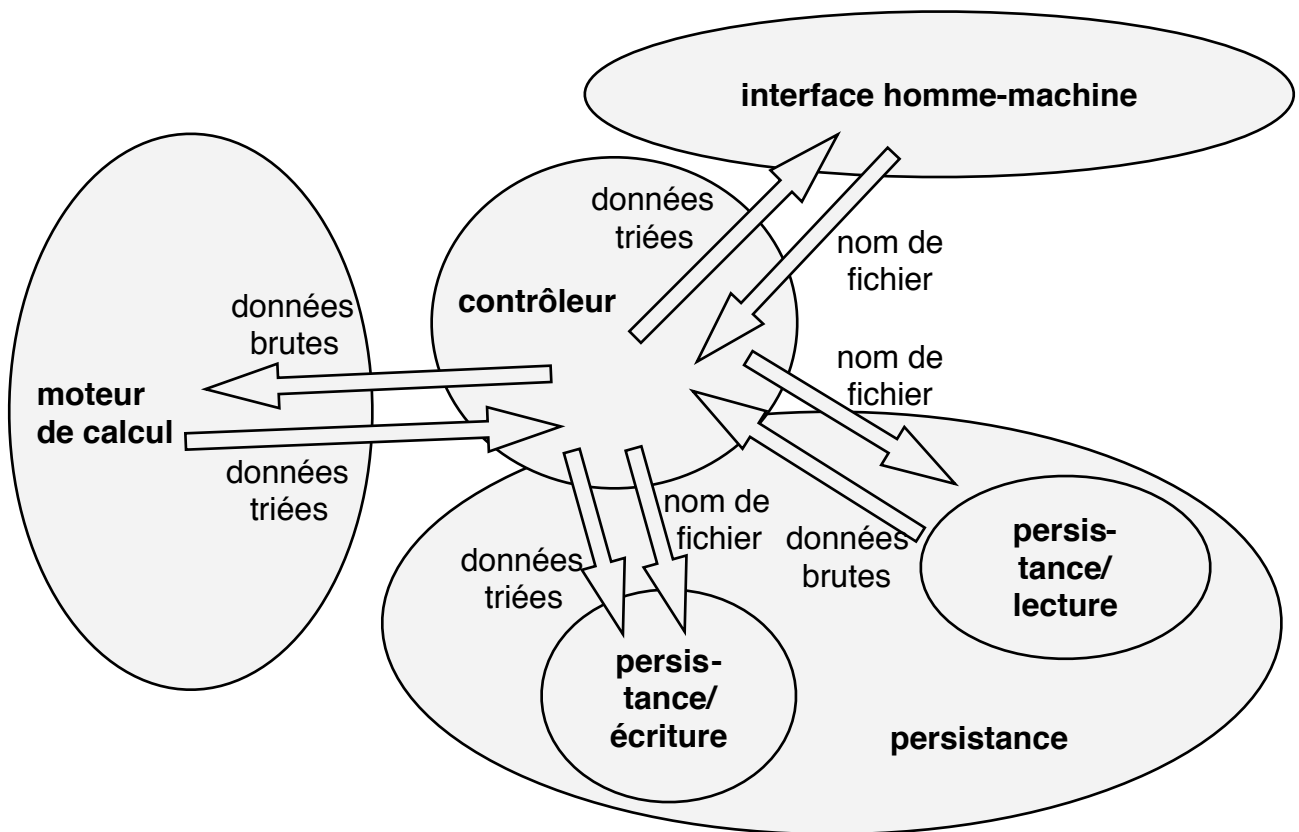 interface homme-machine
données
triées
nom de
fichier
contrôleur
données
brutes
nom de
fichier
moteur
de calcul
données
triées
nom de
fichier
données
brutes
données
triées
persis-
tance/
lecture
persis-
tance/
écriture
persistance